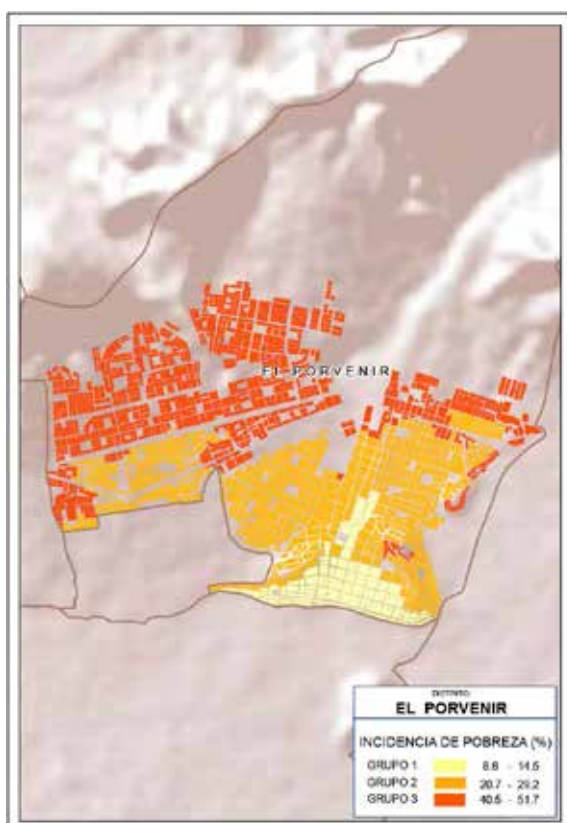 EL PORVENIR
DISTRITO
EL PORVENIR
INCIDENCIA DE POBREZA (%)
GRUPO 1 8.6 - 14.5
GRUPO 2 20.7 - 29.2
GRUPO 3 40.5 - 51.7